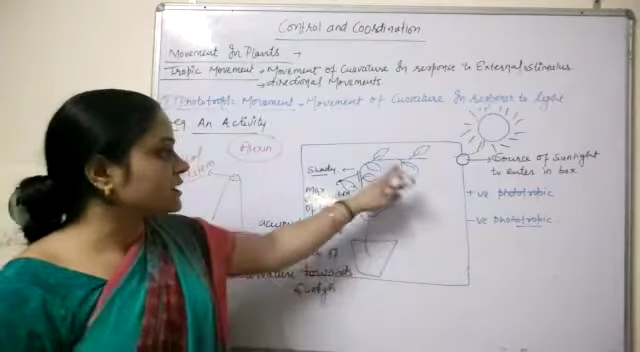 Control and Coordination
Movement In Plants →
Tropic Movement → Movement of Curvature In response to External stimulus
→ directional Movements.
Phototropic Movement → Movement of Curvature In response to light
Eg. An Activity
Auxin
Source of Sunlight
to enter in box
Shady
Max
+ve phototropic
-ve phototropic
towards
Sunligh